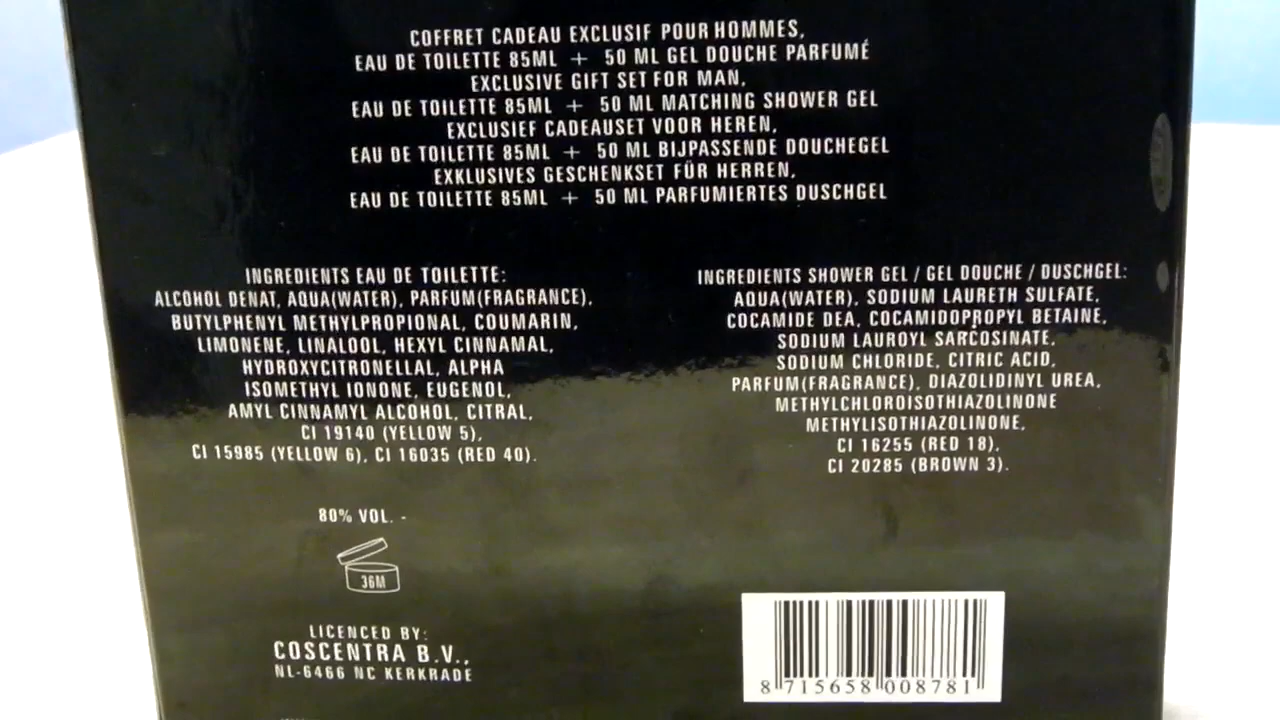 COFFRET CADEAU EXCLUSIF POUR HOMMES,
EAU DE TOILETTE 85ML + 50 ML GEL DOUCHE PARFUMÉ
EXCLUSIVE GIFT SET FOR MAN,
EAU DE TOILETTE 85ML + 50 ML MATCHING SHOWER GEL
EXCLUSIEF CADEAUSET VOOR HEREN,
EAU DE TOILETTE 85ML + 50 ML BIJPASSENDE DOUCHEGEL
EXKLUSIVES GESCHENKSET FÜR HERREN,
EAU DE TOILETTE 85ML + 50 ML PARFUMIERTES DUSCHGEL
INGREDIENTS EAU DE TOILETTE:
ALCOHOL DENAT, AQUA(WATER), PARFUM(FRAGRANCE),
BUTYLPHENYL METHYLPROPIONAL, COUMARIN,
LIMONENE, LINALOOL, HEXYL CINNAMAL,
HYDROXYCITRONELLAL, ALPHA
ISOMETHYL IONONE, EUGENOL,
AMYL CINNAMYL ALCOHOL, CITRAL,
CI 19140 (YELLOW 5),
CI 15985 (YELLOW 6), CI 16035 (RED 40).
80% VOL. -
36M
LICENCED BY:
COSCENTRA B.V.,
NL-6466 NC KERKRADE
INGREDIENTS SHOWER GEL / GEL DOUCHE / DUSCHGEL:
AQUA(WATER), SODIUM LAURETH SULFATE,
COCAMIDE DEA, COCAMIDOPROPYL BETAINE,
SODIUM LAUROYL SARCOSINATE,
SODIUM CHLORIDE, CITRIC ACID,
PARFUM(FRAGRANCE), DIAZOLIDINYL UREA,
METHYLCHLOROISOTHIAZOLINONE
METHYLISOTHIAZOLINONE,
CI 16255 (RED 18),
CI 20285 (BROWN 3).
8 715658 008781